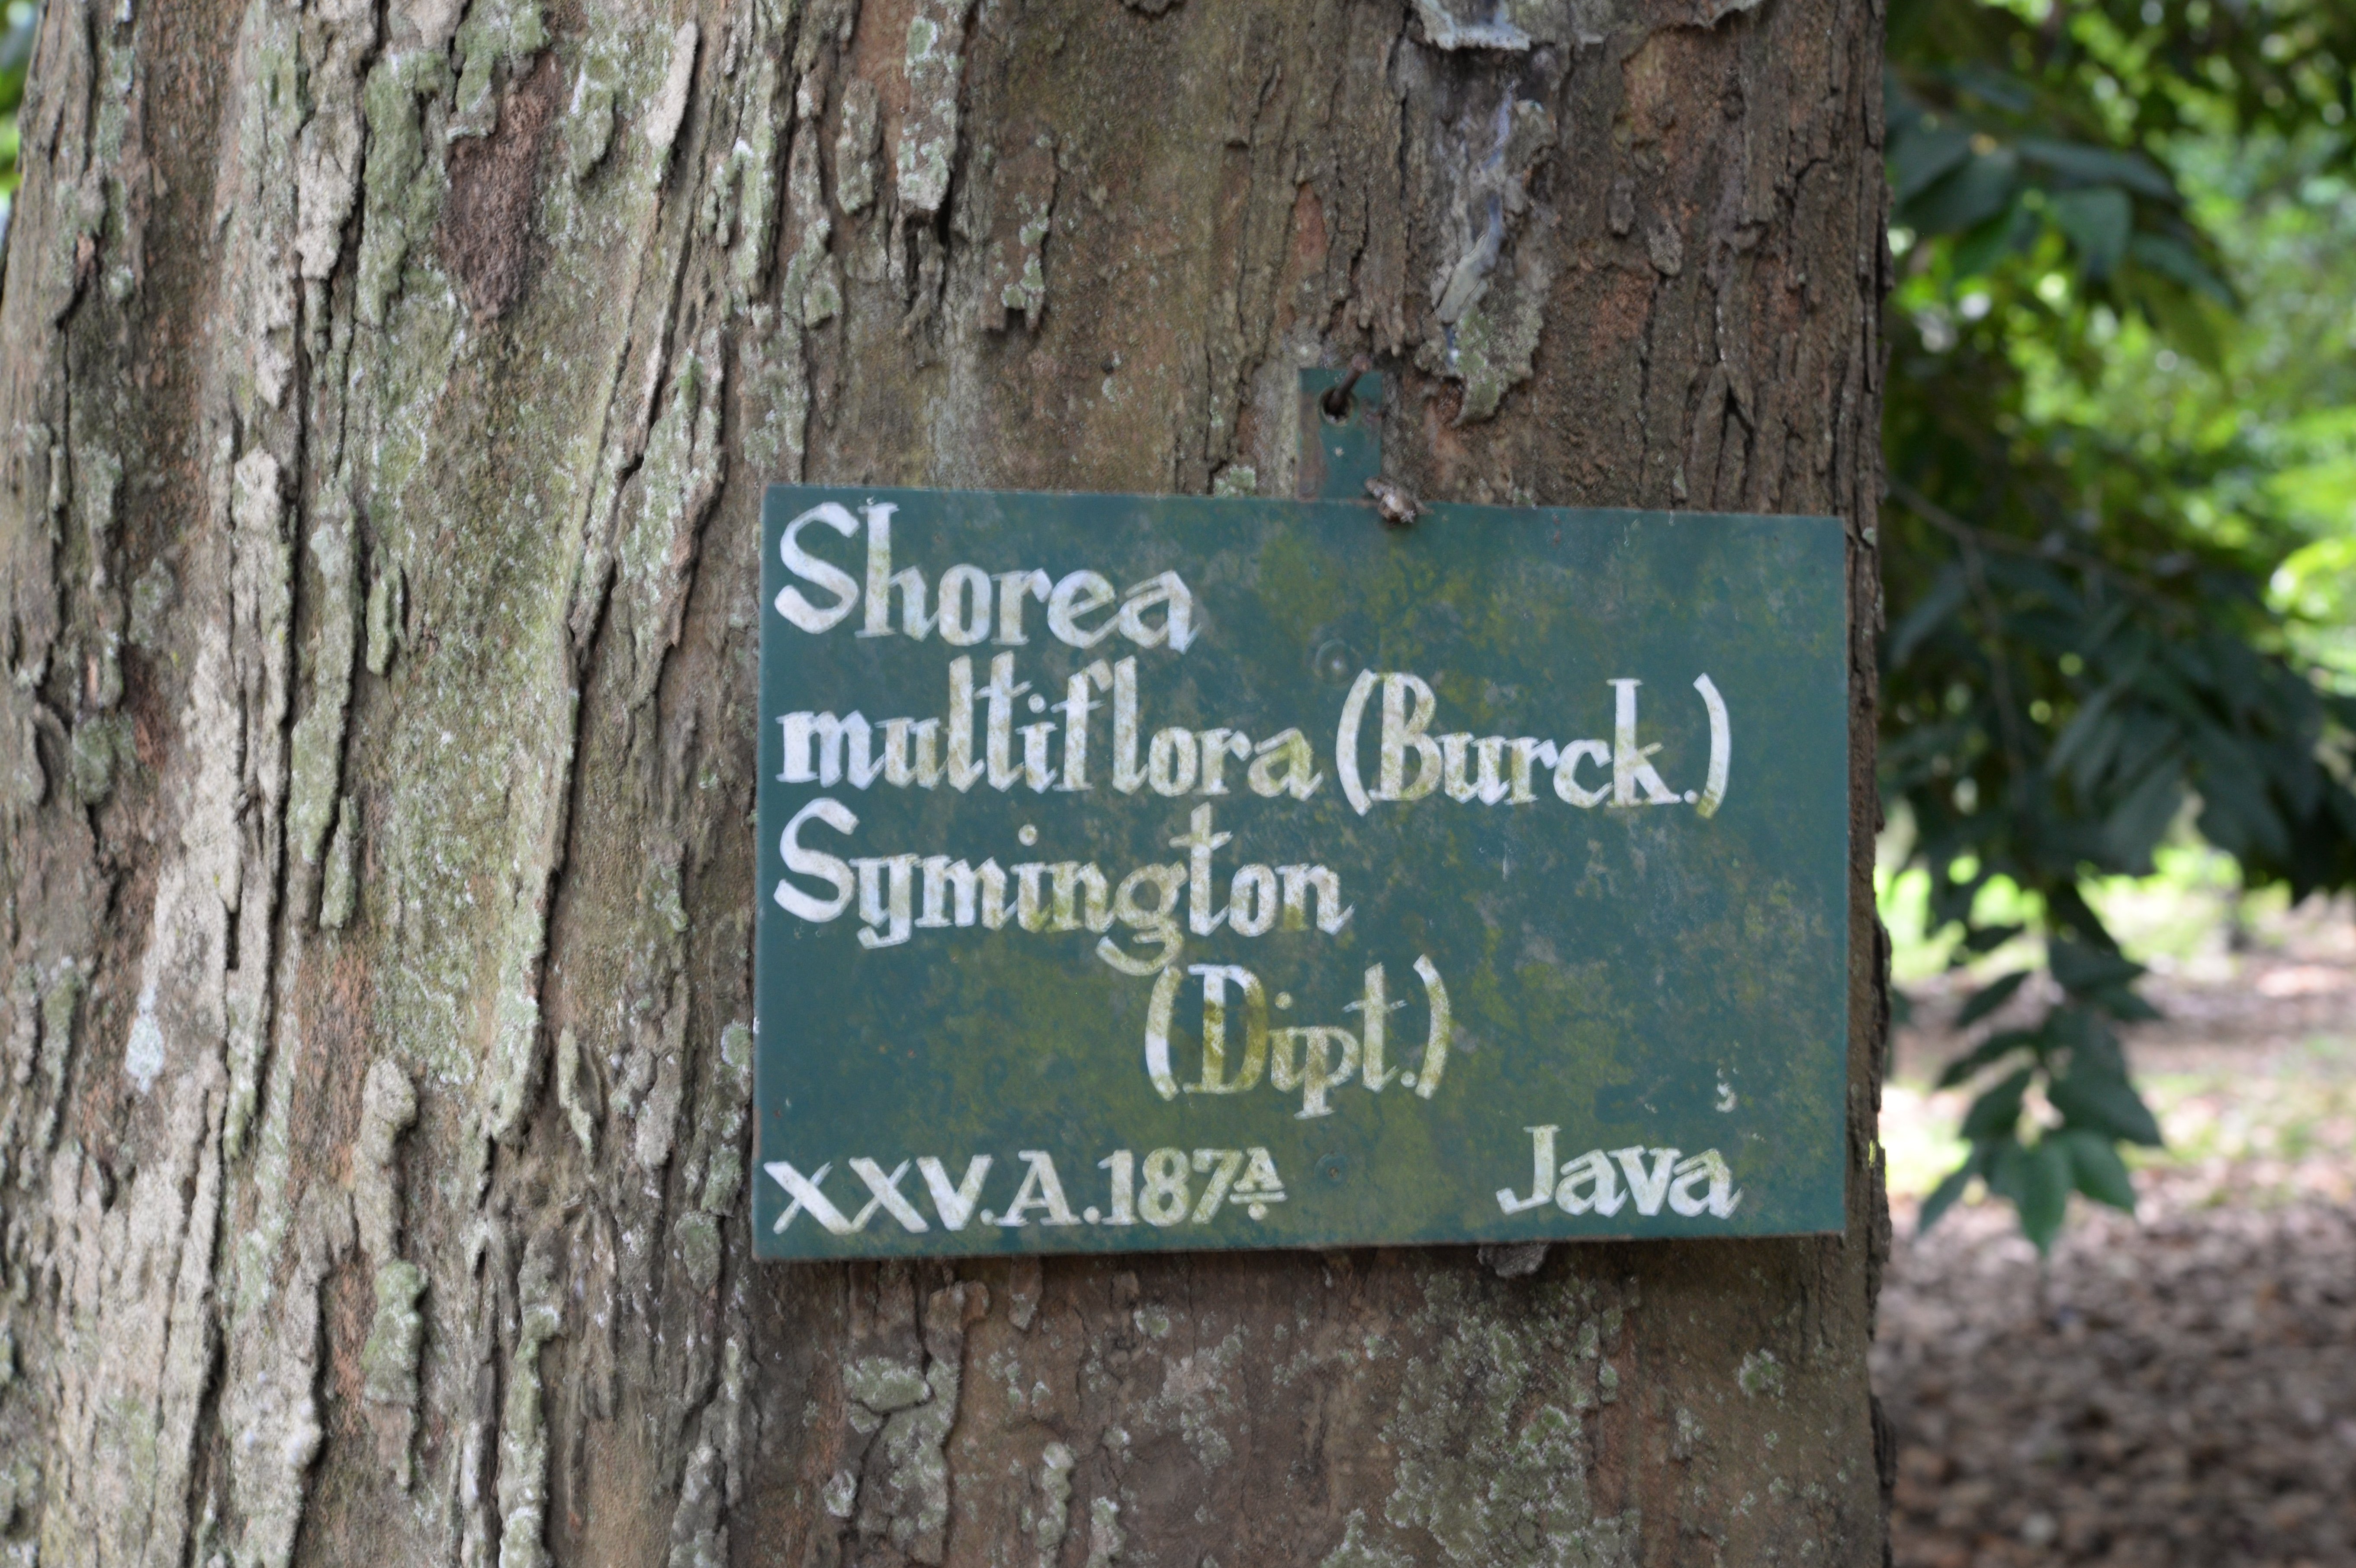 Shorea
multiflora (Burck.)
Symington
(Dipt.)
XXV.A.187A
Java